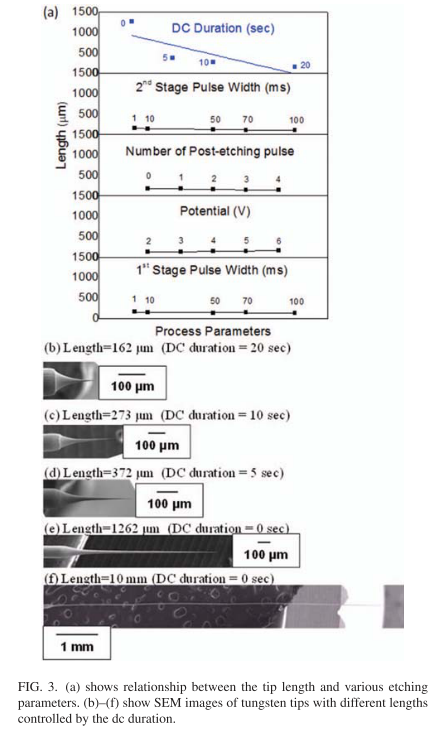 (a)
1500
1000
500
1500
1000
500
1500
1000
500
1500
1000
500
1500
1000
500
0
Length (µm)
DC Duration (sec)
0
5
10
20
2nd Stage Pulse Width (ms)
1 10 50 70 100
Number of Post-etching pulse
0 1 2 3 4
Potential (V)
2 3 4 5 6
1st Stage Pulse Width (ms)
1 10 50 70 100
Process Parameters
(b) Length=162 µm (DC duration = 20 sec)
100 µm
(c) Length=273 µm (DC duration = 10 sec)
100 µm
(d) Length=372 µm (DC duration = 5 sec)
100 µm
(e) Length=1262 µm (DC duration = 0 sec)
100 µm
(f) Length=10 mm (DC duration = 0 sec)
1 mm
FIG. 3. (a) shows relationship between the tip length and various etching
parameters. (b)–(f) show SEM images of tungsten tips with different lengths
controlled by the dc duration.